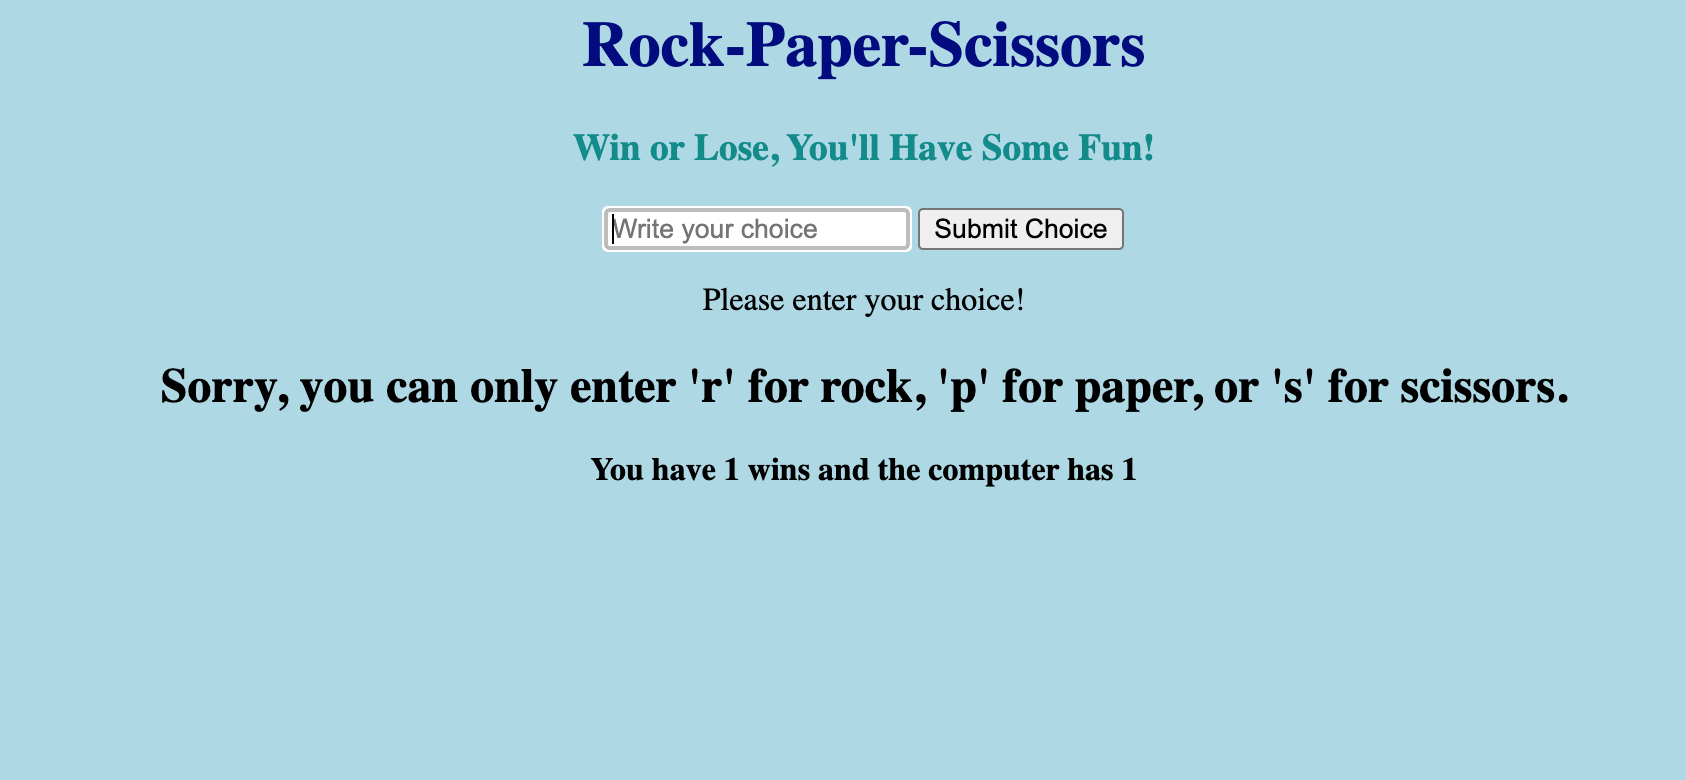 Rock-Paper-Scissors
Win or Lose, You'll Have Some Fun!
Write your choice Submit Choice
Please enter your choice!
Sorry, you can only enter 'r' for rock, 'p' for paper, or 's' for scissors.
You have 1 wins and the computer has 1